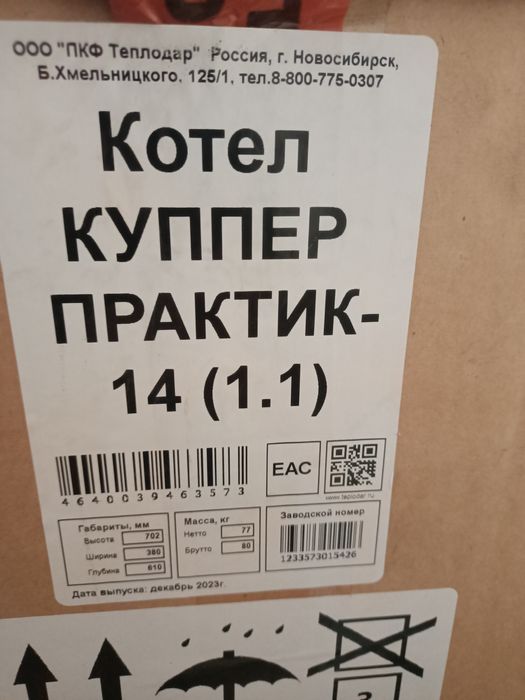 ООО "ПКФ Теплодар" Россия, г. Новосибирск,
Б.Хмельницкого. 125/1, тел.8-800-775-0307
Котел
КУППЕР
ПРАКТИК-
14 (1.1)
4640039463573
EAC
www.teplodar.ru
Габариты, мм
Высота 702
Ширина 380
Глубина 610
Масса, кг
Нетто 77
Брутто 80
Заводской номер
1233573015426
Дата выпуска: декабрь 2023г.
3